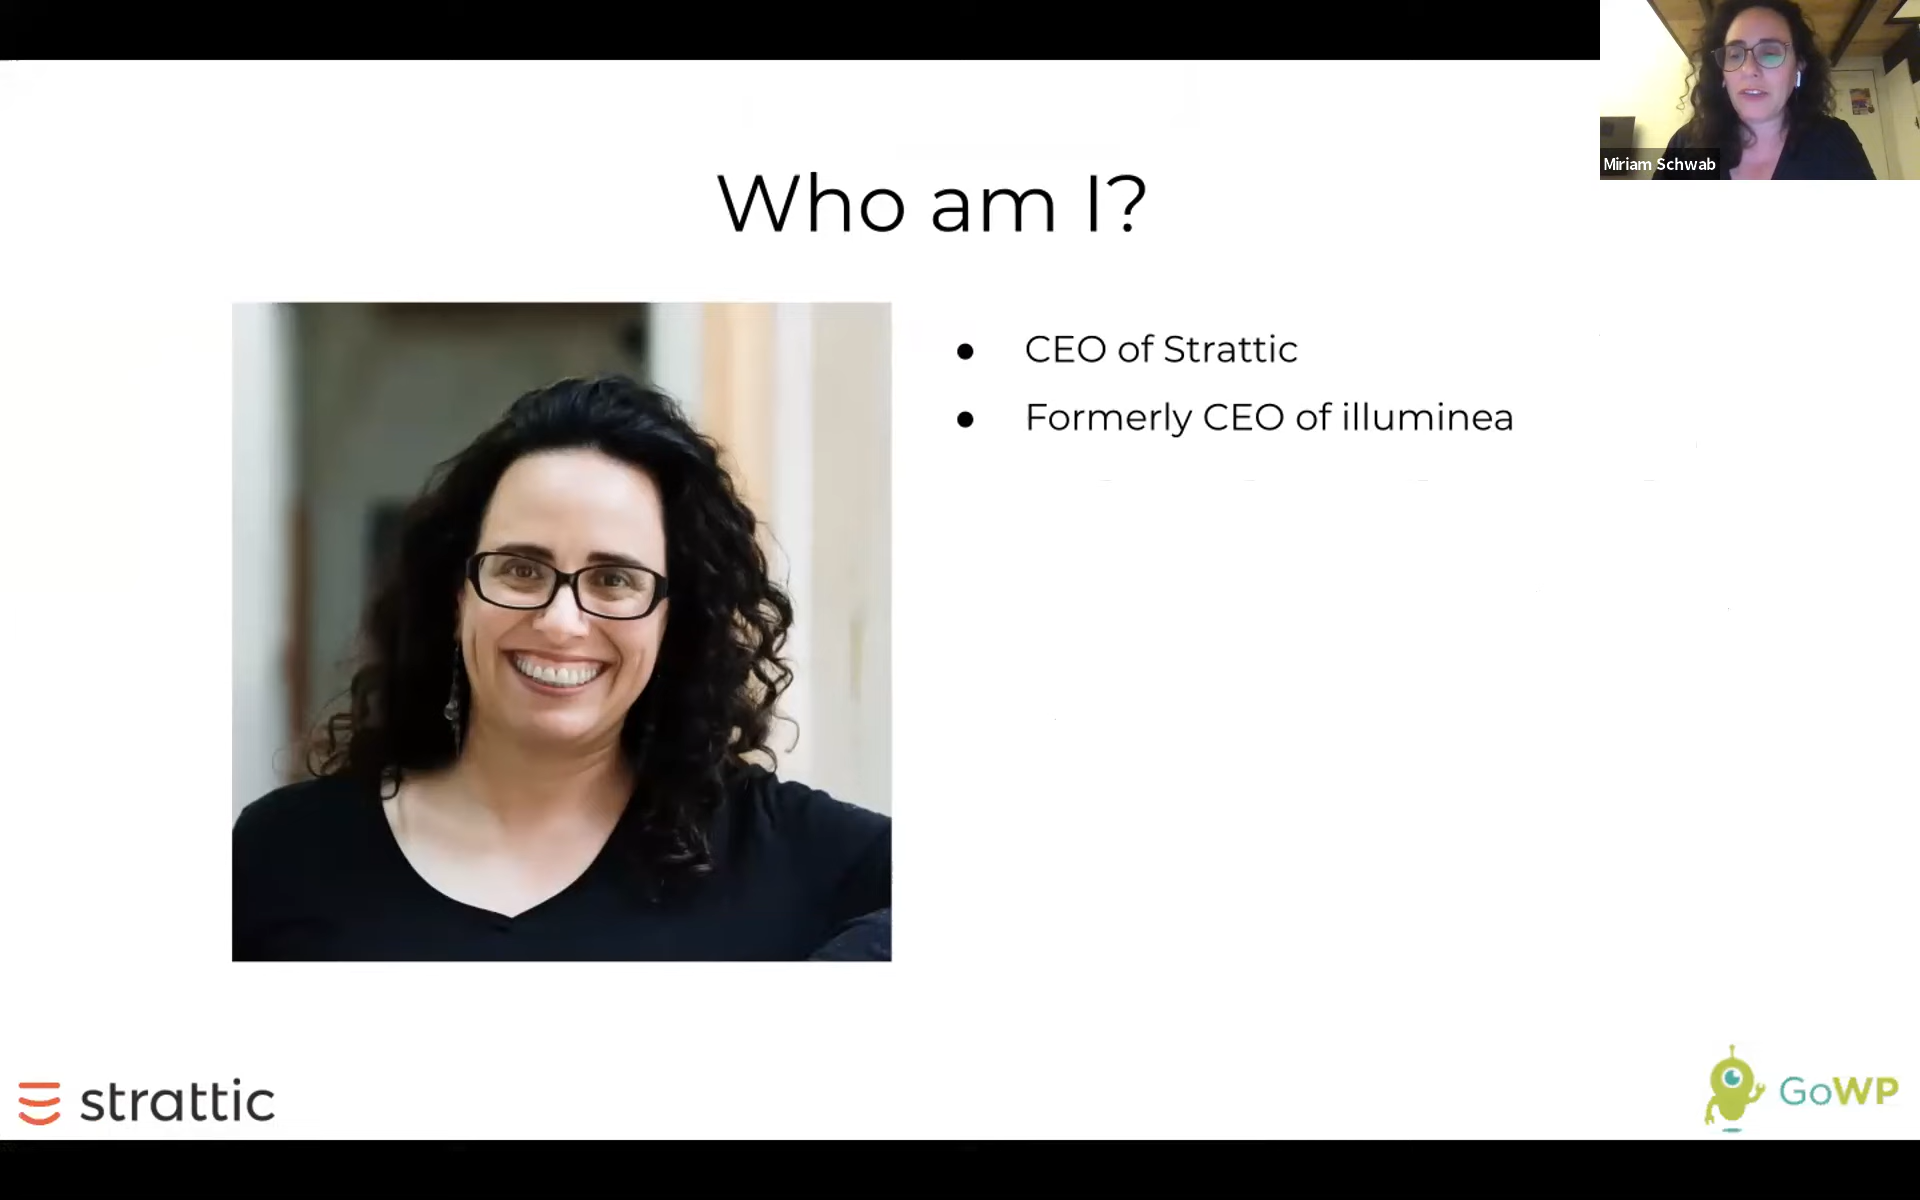 Miriam Schwab
Who am I?
● CEO of Strattic
● Formerly CEO of illuminea
strattic
GoWP